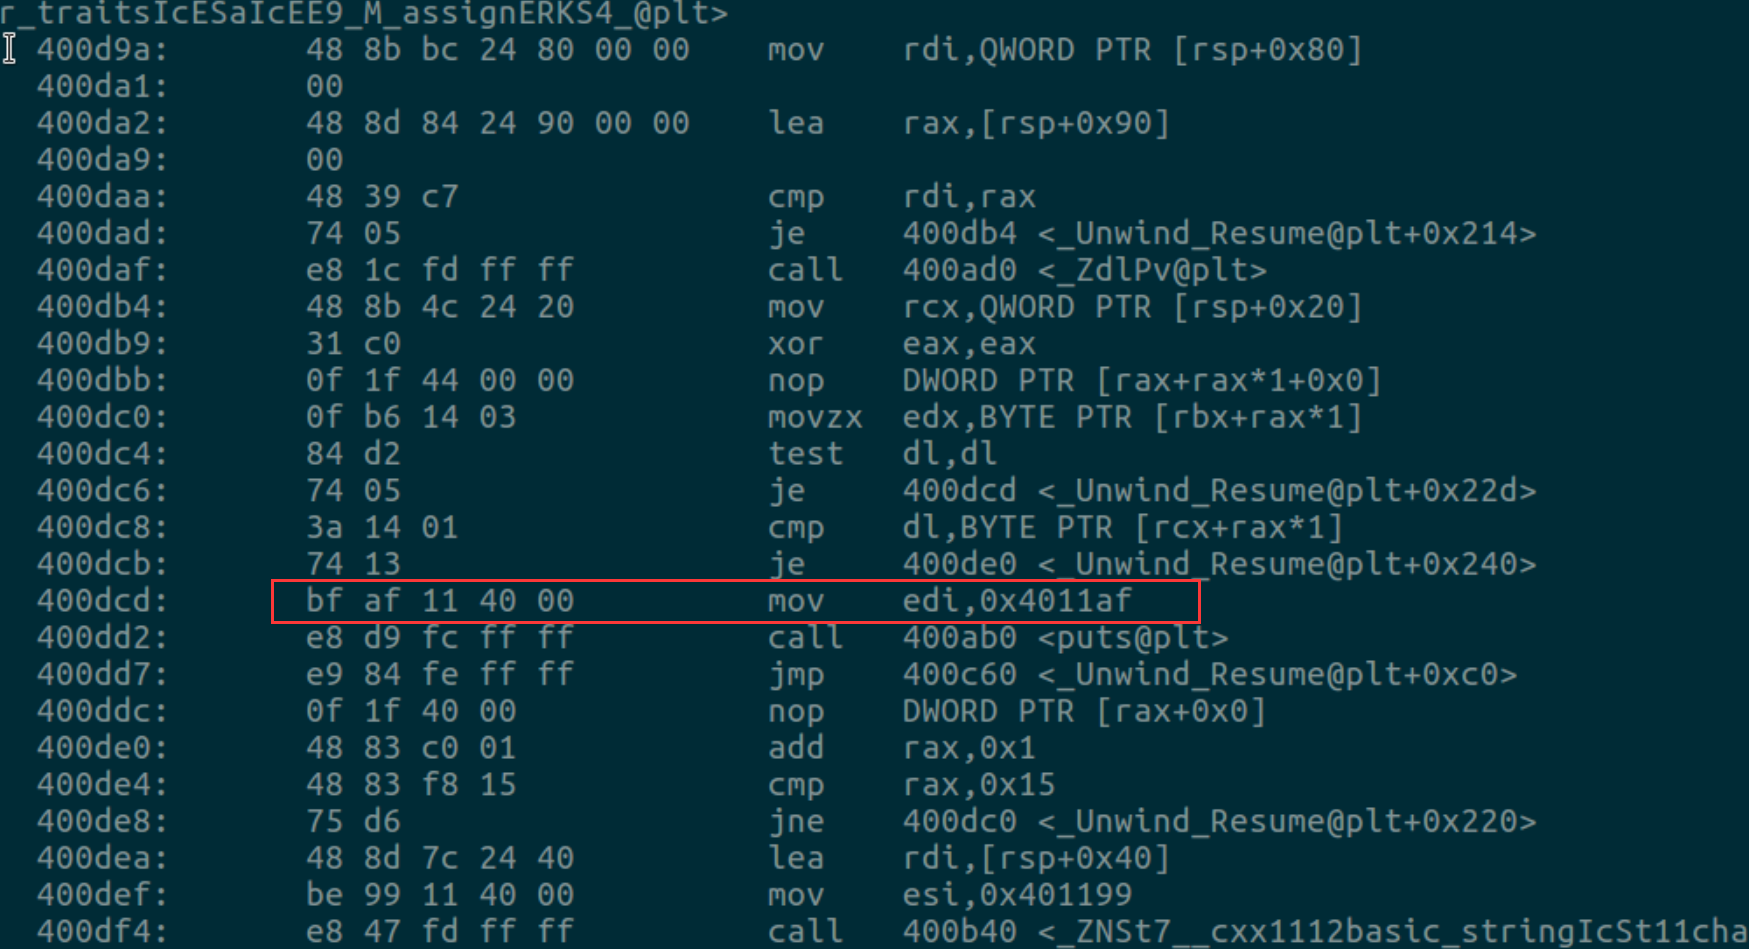 r_traitsIcESaIcEE9_M_assignERKS4_@plt>
400d9a: 48 8b bc 24 80 00 00 mov rdi,QWORD PTR [rsp+0x80]
400da1: 00
400da2: 48 8d 84 24 90 00 00 lea rax,[rsp+0x90]
400da9: 00
400daa: 48 39 c7 cmp rdi,rax
400dad: 74 05 je 400db4 <_Unwind_Resume@plt+0x214>
400daf: e8 1c fd ff ff call 400ad0 <_ZdlPv@plt>
400db4: 48 8b 4c 24 20 mov rcx,QWORD PTR [rsp+0x20]
400db9: 31 c0 xor eax,eax
400dbb: 0f 1f 44 00 00 nop DWORD PTR [rax+rax*1+0x0]
400dc0: 0f b6 14 03 movzx edx,BYTE PTR [rbx+rax*1]
400dc4: 84 d2 test dl,dl
400dc6: 74 05 je 400dcd <_Unwind_Resume@plt+0x22d>
400dc8: 3a 14 01 cmp dl,BYTE PTR [rcx+rax*1]
400dcb: 74 13 je 400de0 <_Unwind_Resume@plt+0x240>
400dcd: bf af 11 40 00 mov edi,0x4011af
400dd2: e8 d9 fc ff ff call 400ab0 <puts@plt>
400dd7: e9 84 fe ff ff jmp 400c60 <_Unwind_Resume@plt+0xc0>
400ddc: 0f 1f 40 00 nop DWORD PTR [rax+0x0]
400de0: 48 83 c0 01 add rax,0x1
400de4: 48 83 f8 15 cmp rax,0x15
400de8: 75 d6 jne 400dc0 <_Unwind_Resume@plt+0x220>
400dea: 48 8d 7c 24 40 lea rdi,[rsp+0x40]
400def: be 99 11 40 00 mov esi,0x401199
400df4: e8 47 fd ff ff call 400b40 <_ZNSt7__cxx1112basic_stringIcSt11cha